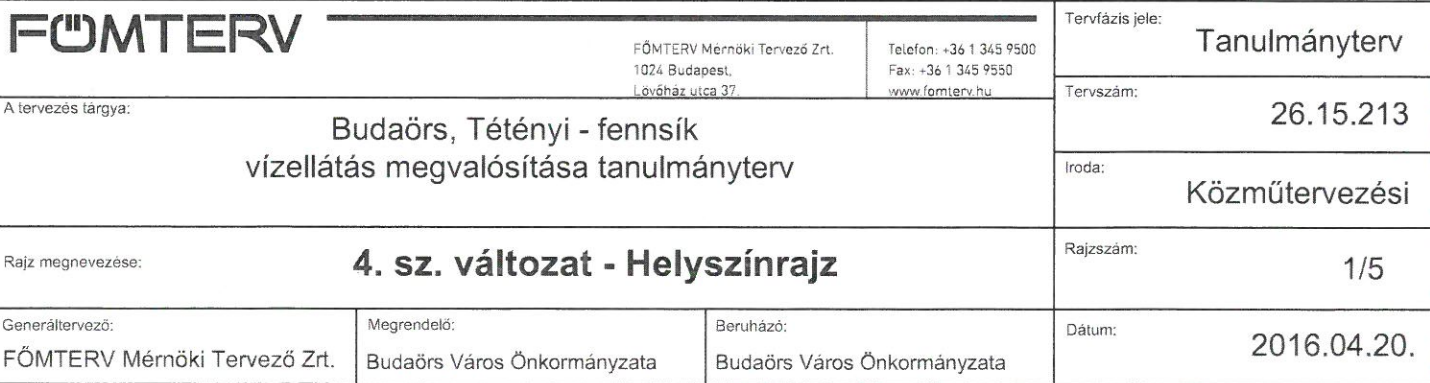 FŐMTERV
FŐMTERV Mérnöki Tervező Zrt.
1024 Budapest,
Lövőház utca 37.
Telefon: +36 1 345 9500
Fax: +36 1 345 9550
www.fomterv.hu
Tervfázis jele:
Tanulmányterv
Tervszám:
26.15.213
A tervezés tárgya:
Budaörs, Tétényi - fennsík
vízellátás megvalósítása tanulmányterv
Iroda:
Közműtervezési
Rajz megnevezése:
4. sz. változat - Helyszínrajz
Rajzszám:
1/5
Generáltervező:
FŐMTERV Mérnöki Tervező Zrt.
Megrendelő:
Budaörs Város Önkormányzata
Beruházó:
Budaörs Város Önkormányzata
Dátum:
2016.04.20.